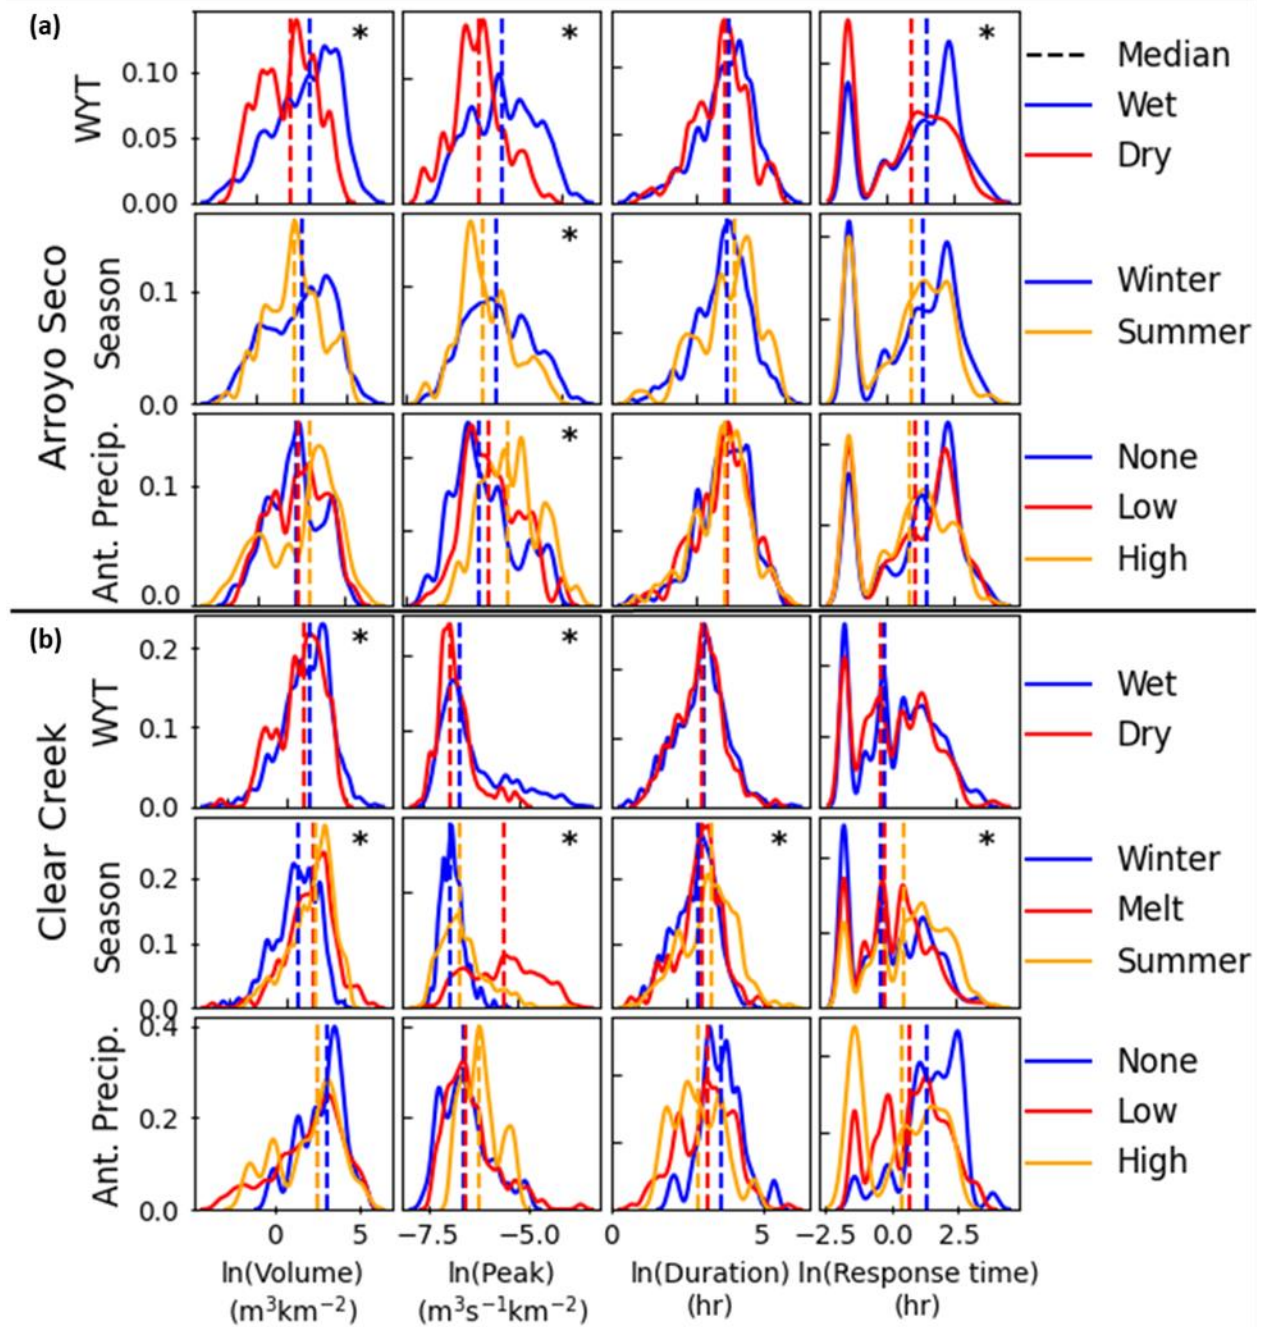 (a)
WYT
0.10
0.05
0.00
*
*
*
Median
Wet
Dry
Arroyo Seco
Season
0.1
0.0
*
Winter
Summer
Ant. Precip.
0.1
0.0
*
None
Low
High
(b)
WYT
0.2
0.1
0.0
*
*
Wet
Dry
Clear Creek
Season
0.2
0.1
0.0
*
*
*
*
Winter
Melt
Summer
Ant. Precip.
0.4
0.2
0.0
None
Low
High
0 5 −7.5 −5.0 0 5 −2.5 0.0 2.5
ln(Volume) ln(Peak) ln(Duration) ln(Response time)
(m³km⁻²) (m³s⁻¹km⁻²) (hr) (hr)